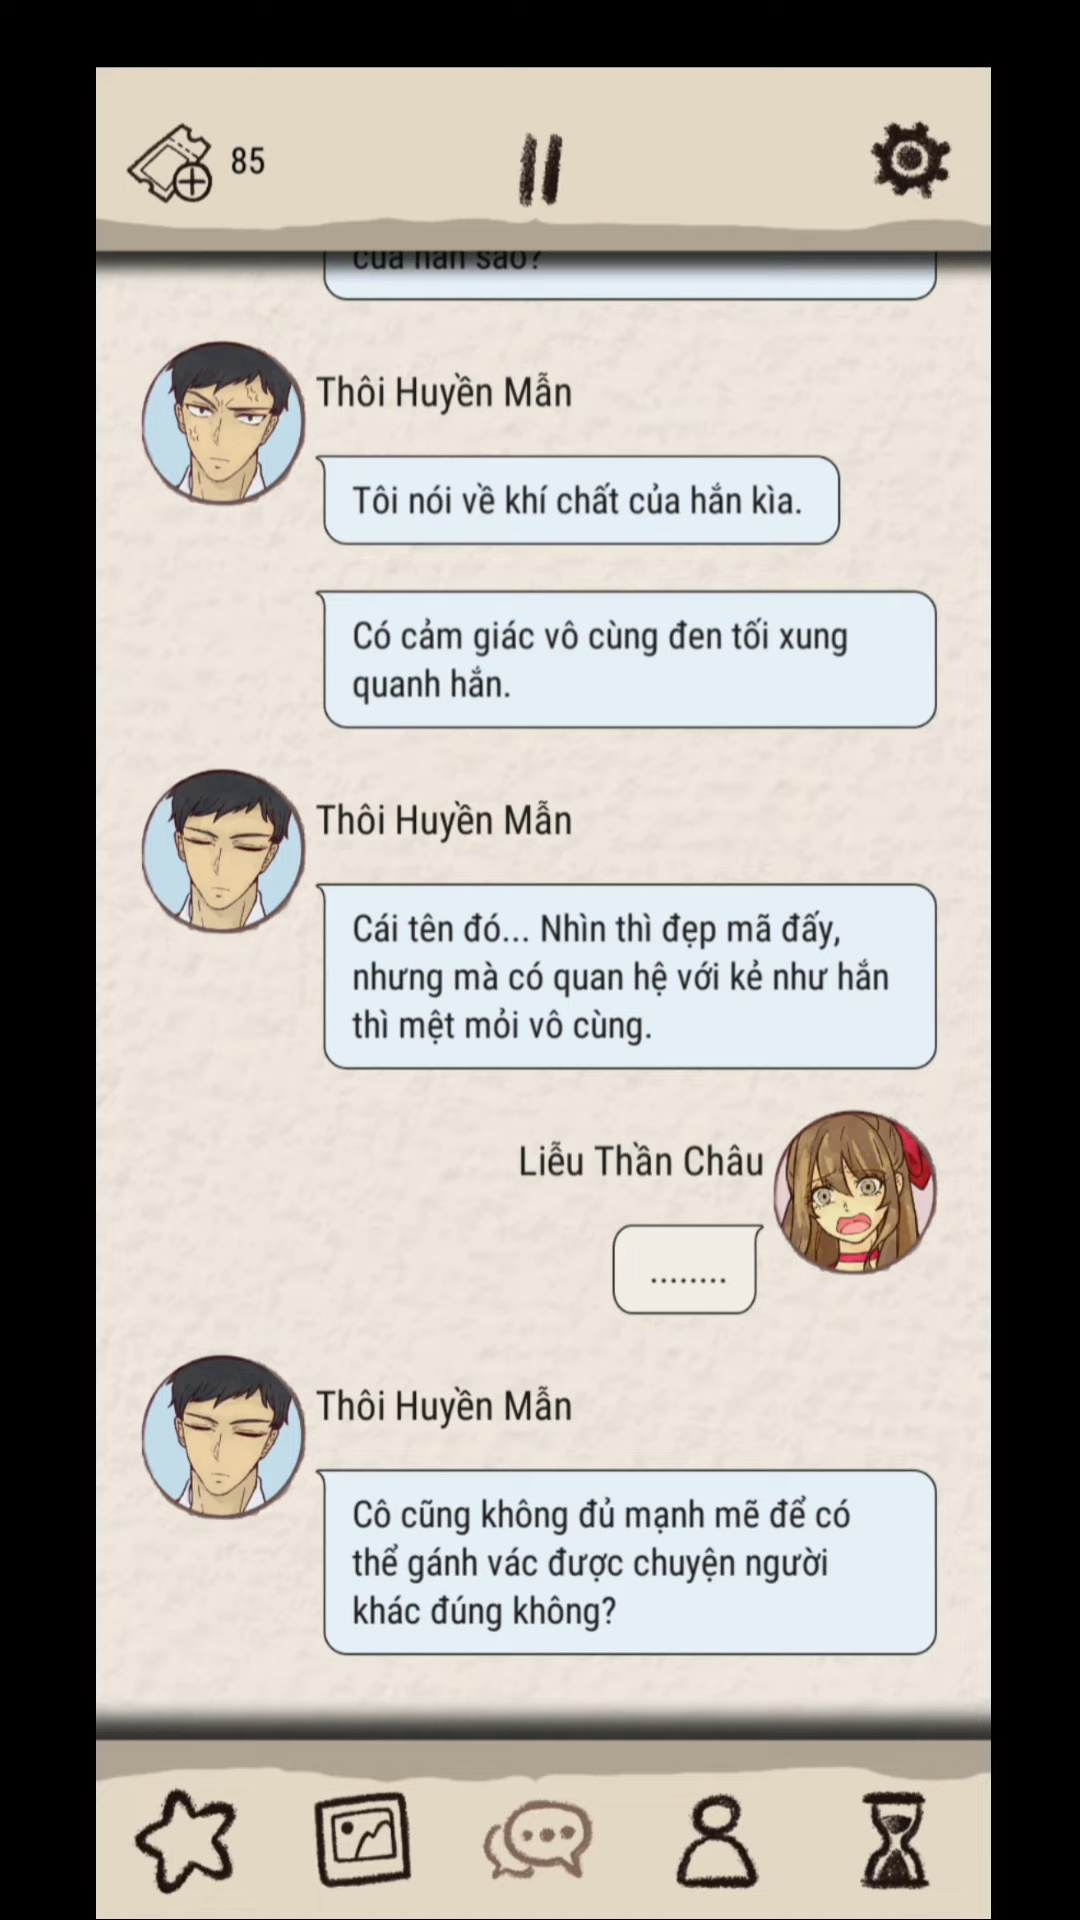 85
của hắn sao?
Thôi Huyền Mẫn
Tôi nói về khí chất của hắn kìa.
Có cảm giác vô cùng đen tối xung
quanh hắn.
Thôi Huyền Mẫn
Cái tên đó... Nhìn thì đẹp mã đấy,
nhưng mà có quan hệ với kẻ như hắn
thì mệt mỏi vô cùng.
Liễu Thần Châu
........
Thôi Huyền Mẫn
Cô cũng không đủ mạnh mẽ để có
thể gánh vác được chuyện người
khác đúng không?